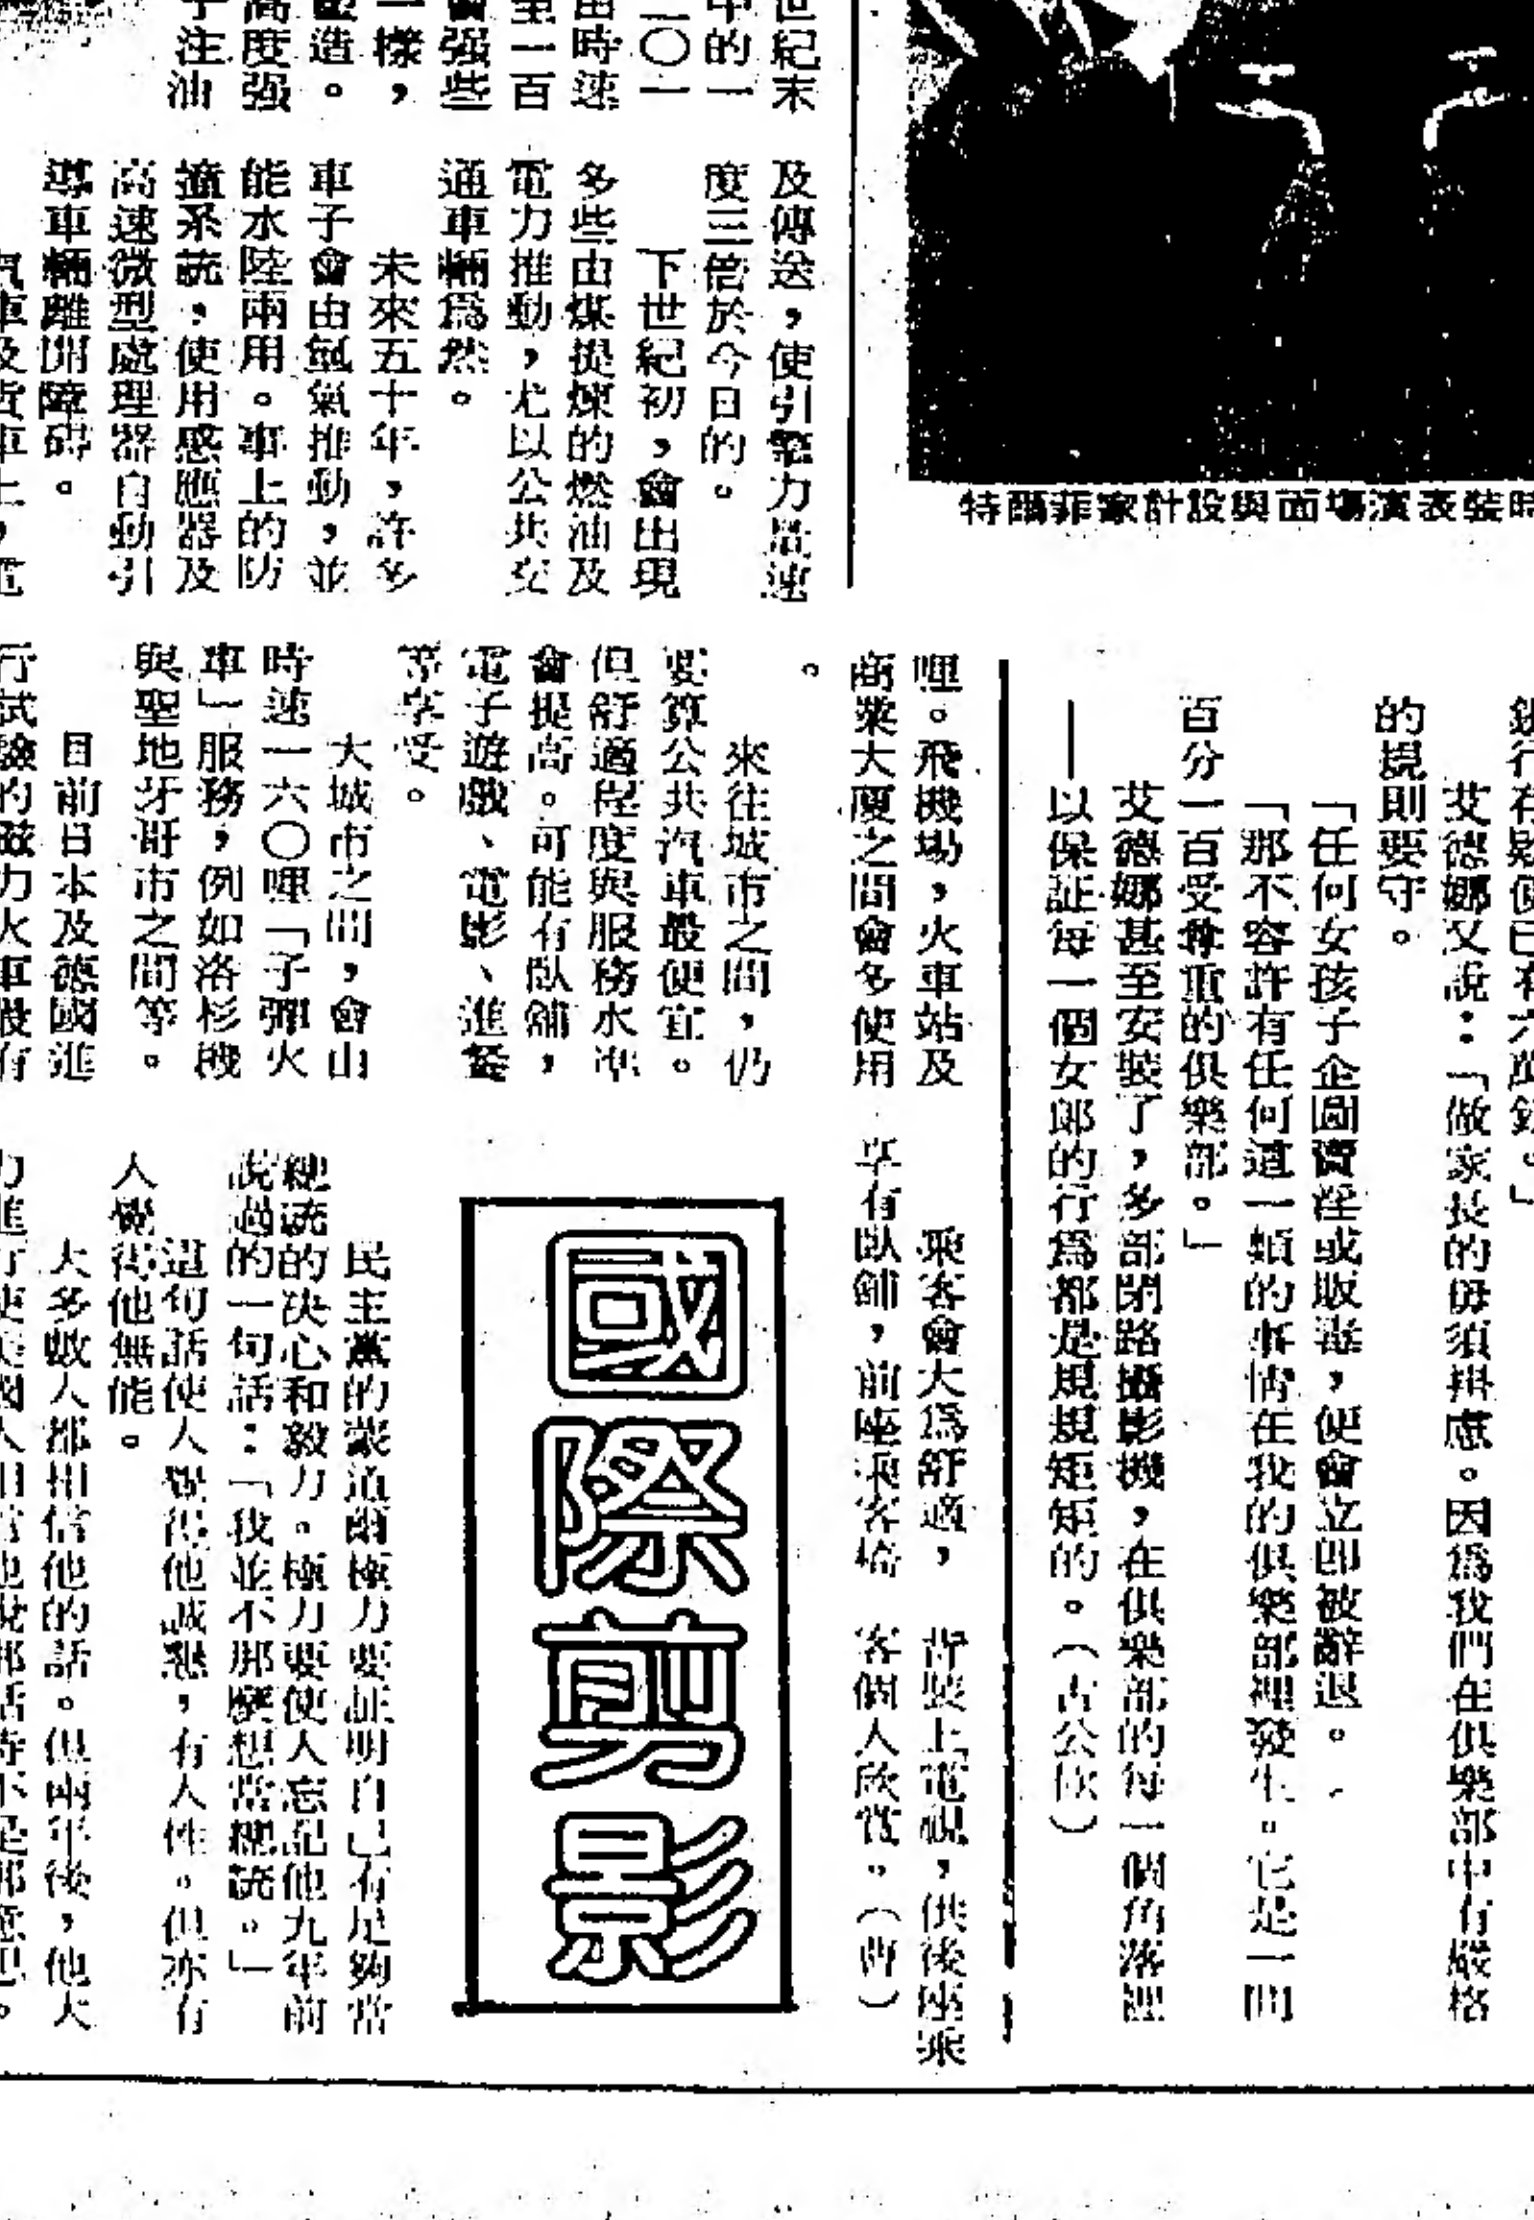 時裝表演場面與設計家菲爾特
艾德娜又說：「做家長的毋須掛慮。因為我們在俱樂部中有嚴格
的規則要守。
「任何女孩子企圖賣淫或販毒，便會立即被辭退。
「那不容許有任何這一類的事情在我的俱樂部裡發生。它是一間
百分一百受尊重的俱樂部。」
艾德娜甚至安裝了，多部閉路攝影機，在俱樂部的每一個角落裡
——以保証每一個女郎的行為都是規規矩矩的。（古公依）
世紀末
中的一
二〇一
由時速
至一百
會强些
一樣，
造。
高度强
子注油
及傳送，使引擎力量速
度三倍於今日的。
下世紀初，會出現
多些由煤提煉的燃油及
電力推動，尤以公共交
通車輛爲然。
未來五十年，許多
車子會由氫氣推動，並
能水陸兩用。車上的防
撞系統，使用感應器及
高速微型處理器自動引
導車輛離開障碍。
汽車及貨車上，電
哩。飛機場，火車站及
商業大廈之間會多使用
。
來往城市之間，仍
要算公共汽車最便宜。
但舒適程度與服務水準
會提高。可能有臥舖，
電子遊戲、電影、進餐
等享受。
大城市之間，會由
時速一六〇哩「子彈火
車」服務，例如洛杉機
與聖地牙哥市之間等。
目前日本及德國進
行試驗的磁力火車設有
乘客會大爲舒適，
享有臥舖，前座乘客椅
背裝上電視，供後座乘
客個人欣賞。（曹）
國際剪影
民主黨的蒙道爾極力要証明自己有足夠當
總統的决心和毅力。極力要使人忘記他九年前
說過的一句話：「我並不那麼想當總統。」
這句話使人覺得他誠懇，有人性。但亦有
人覺得他無能。
大多數人都相信他的話。但兩年後，他大